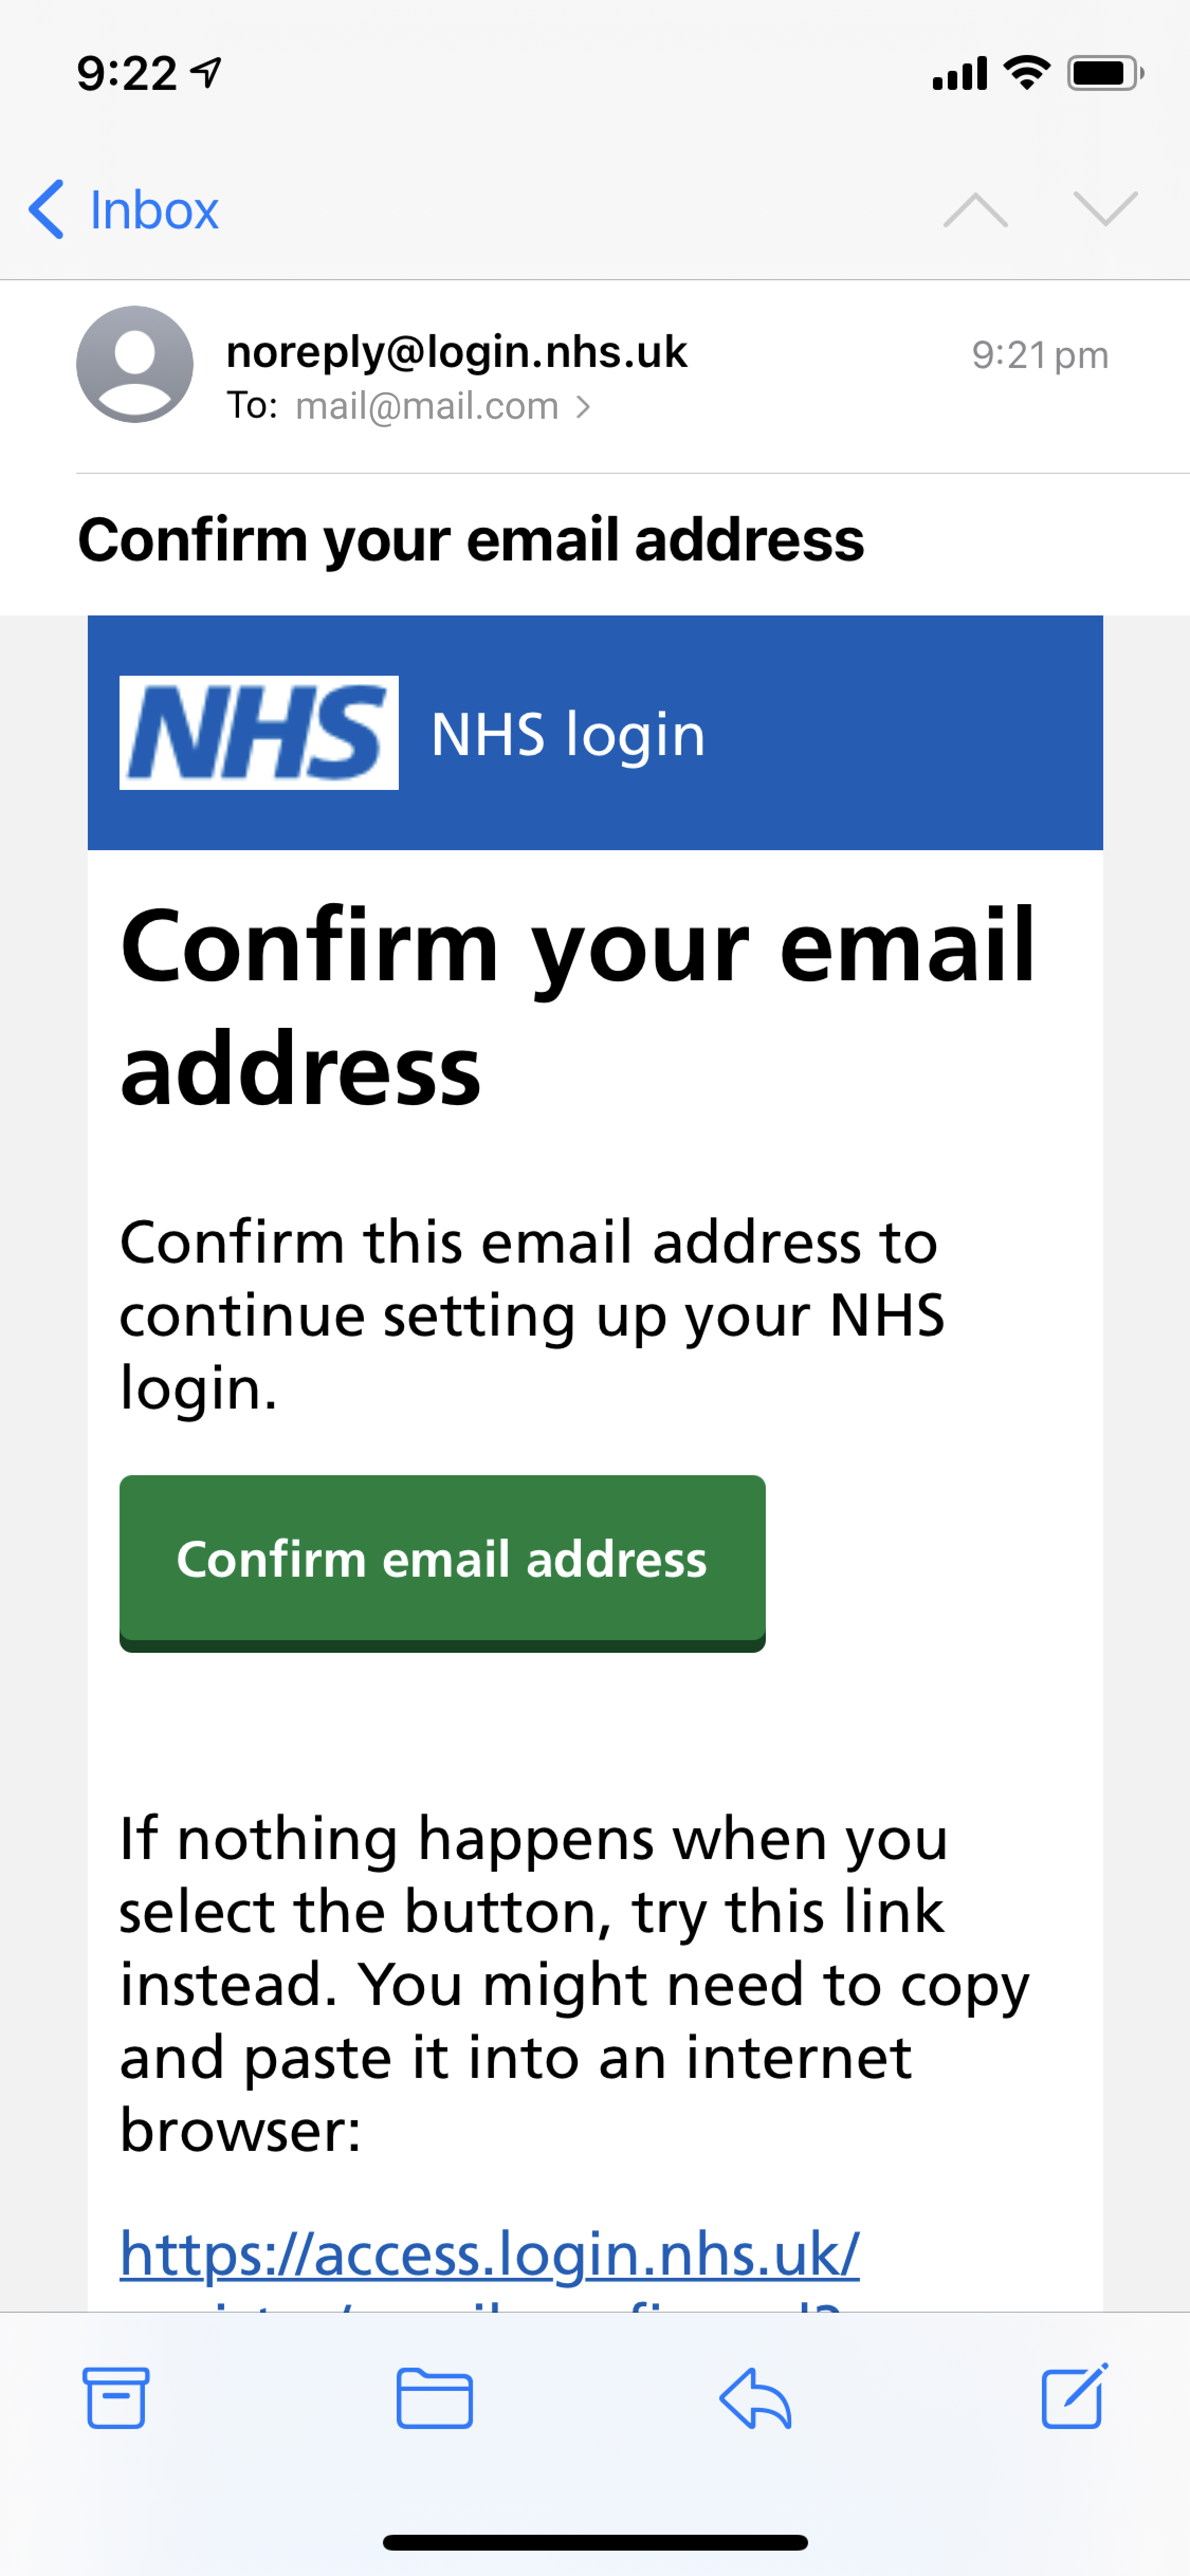 9:22
Inbox
noreply@login.nhs.uk
9:21 pm
To: mail@mail.com
Confirm your email address
NHS NHS login
Confirm your email
address
Confirm this email address to
continue setting up your NHS
login.
Confirm email address
If nothing happens when you
select the button, try this link
instead. You might need to copy
and paste it into an internet
browser:
https://access.login.nhs.uk/